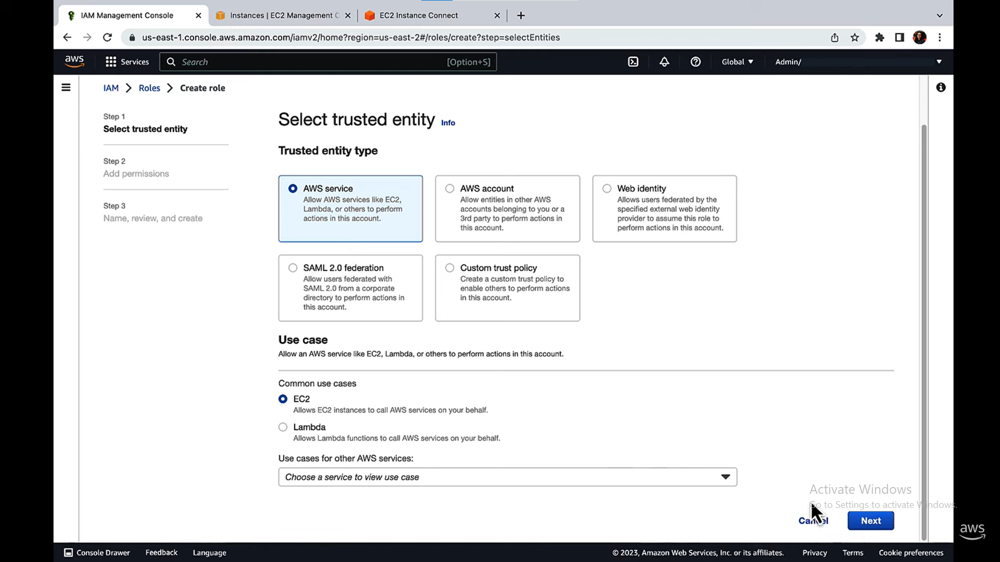 IAM Management Console
Instances | EC2 Management C
EC2 Instance Connect
us-east-1.console.aws.amazon.com/iamv2/home?region=us-east-2#/roles/create?step=selectEntities
aws
Services
Search
[Option+S]
Global
Admin/
IAM > Roles > Create role
Step 1
Select trusted entity
Step 2
Add permissions
Step 3
Name, review, and create
Select trusted entity Info
Trusted entity type
AWS service
Allow AWS services like EC2,
Lambda, or others to perform
actions in this account.
AWS account
Allow entities in other AWS
accounts belonging to you or a
3rd party to perform actions in
this account.
Web identity
Allows users federated by the
specified external web identity
provider to assume this role to
perform actions in this account.
SAML 2.0 federation
Allow users federated with
SAML 2.0 from a corporate
directory to perform actions in
this account.
Custom trust policy
Create a custom trust policy to
enable others to perform actions
in this account.
Use case
Allow an AWS service like EC2, Lambda, or others to perform actions in this account.
Common use cases
EC2
Allows EC2 instances to call AWS services on your behalf.
Lambda
Allows Lambda functions to call AWS services on your behalf.
Use cases for other AWS services:
Choose a service to view use case
Activate Windows
Go to Settings to activate Windows.
Cancel
Next
aws
Console Drawer
Feedback
Language
© 2023, Amazon Web Services, Inc. or its affiliates.
Privacy
Terms
Cookie preferences